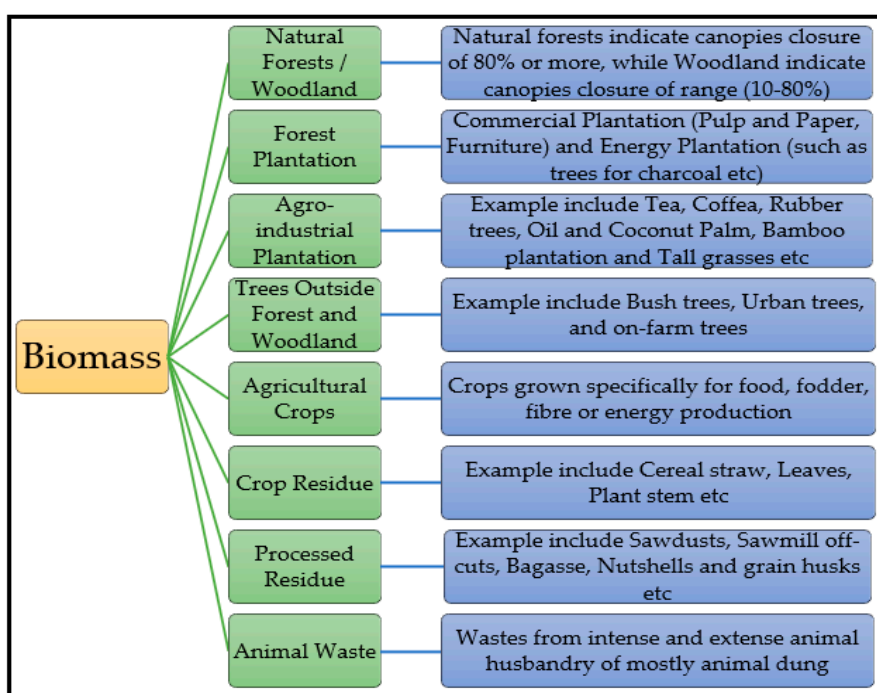 Biomass
Natural
Forests /
Woodland
Natural forests indicate canopies closure
of 80% or more, while Woodland indicate
canopies closure of range (10-80%)
Forest
Plantation
Commercial Plantation (Pulp and Paper,
Furniture) and Energy Plantation (such as
trees for charcoal etc)
Agro-
industrial
Plantation
Example include Tea, Coffea, Rubber
trees, Oil and Coconut Palm, Bamboo
plantation and Tall grasses etc
Trees Outside
Forest and
Woodland
Example include Bush trees, Urban trees,
and on-farm trees
Agricultural
Crops
Crops grown specifically for food, fodder,
fibre or energy production
Crop Residue
Example include Cereal straw, Leaves,
Plant stem etc
Processed
Residue
Example include Sawdusts, Sawmill off-
cuts, Bagasse, Nutshells and grain husks
etc
Animal Waste
Wastes from intense and extense animal
husbandry of mostly animal dung